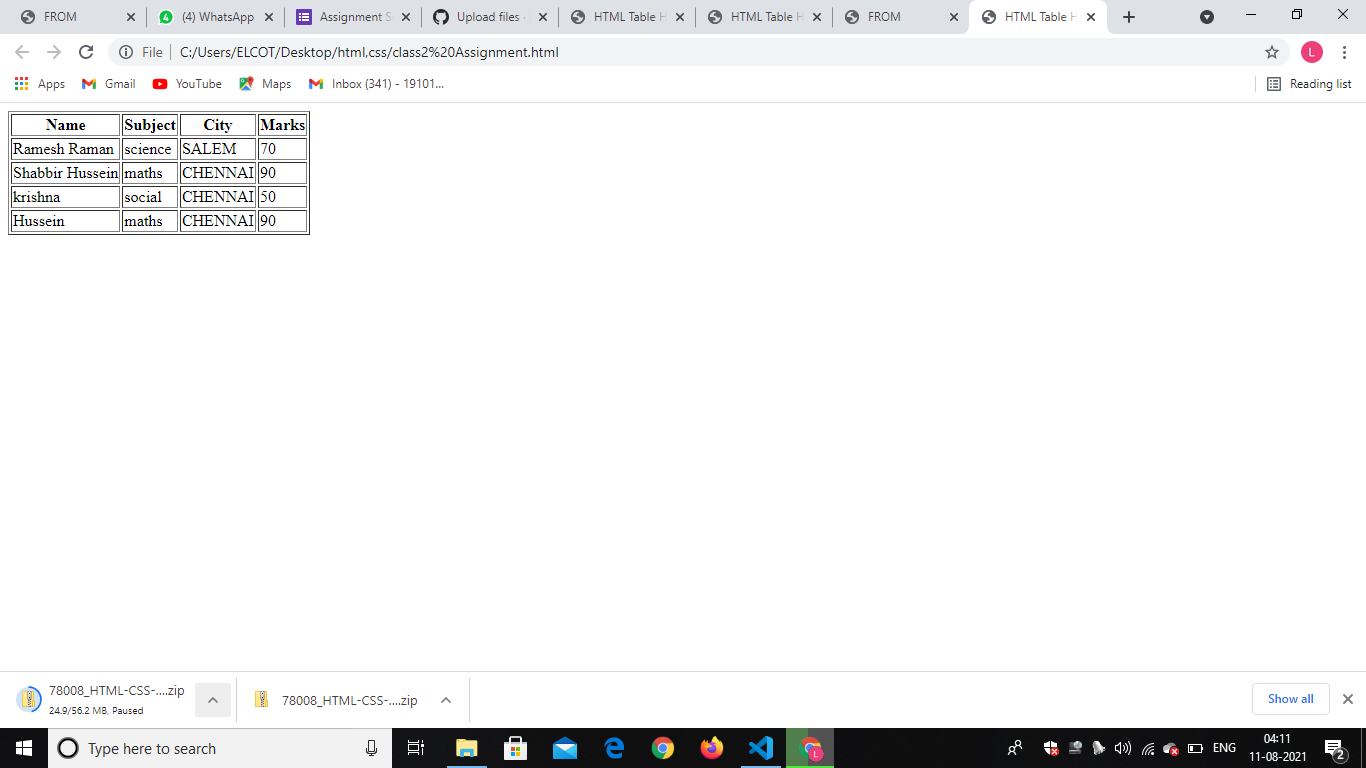 FROM (4) WhatsApp Assignment S Upload files HTML Table H HTML Table H FROM HTML Table H
File C:/Users/ELCOT/Desktop/html,css/class2%20Assignment.html L
Apps Gmail YouTube Maps Inbox (341) - 19101... Reading list
Name Subject City Marks
Ramesh Raman science SALEM 70
Shabbir Hussein maths CHENNAI 90
krishna social CHENNAI 50
Hussein maths CHENNAI 90
78008_HTML-CSS-....zip
24.9/56.2 MB, Paused
78008_HTML-CSS-....zip
Show all
Type here to search
L
ENG
04:11
11-08-2021
2